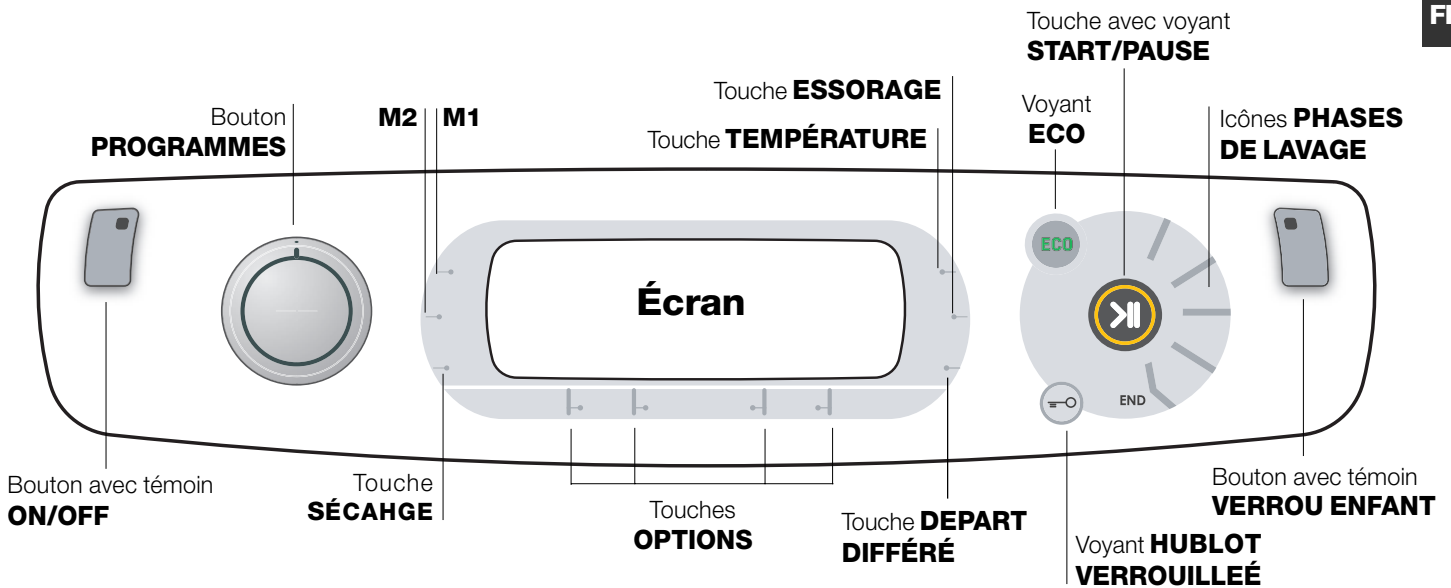 FR
Touche avec voyant
START/PAUSE
Touche ESSORAGE
Voyant
ECO
Bouton
PROGRAMMES
M2 M1
Touche TEMPÉRATURE
Icônes PHASES
DE LAVAGE
ECO
Écran
END
Bouton avec témoin
ON/OFF
Touche
SÉCAHGE
Touches
OPTIONS
Touche DEPART
DIFFÉRÉ
Bouton avec témoin
VERROU ENFANT
Voyant HUBLOT
VERROUILLEÉ